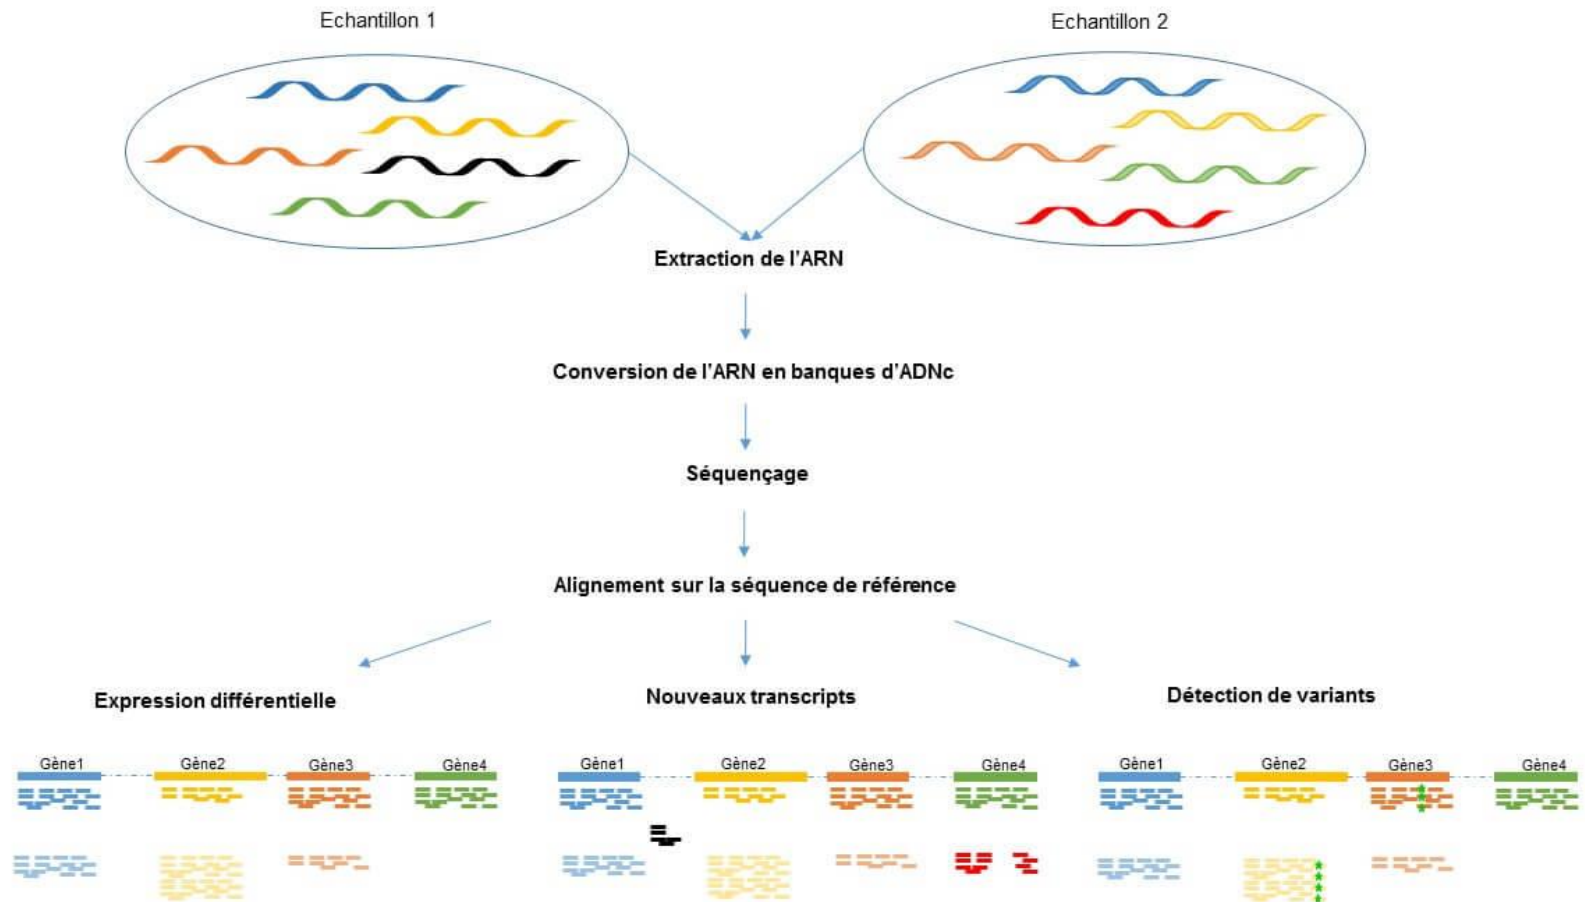 Echantillon 1
Echantillon 2
Extraction de l'ARN
Conversion de l'ARN en banques d'ADNc
Séquençage
Alignement sur la séquence de référence
Expression différentielle
Nouveaux transcripts
Détection de variants
Gène1 Gène2 Gène3 Gène4
Gène1 Gène2 Gène3 Gène4
Gène1 Gène2 Gène3 Gène4